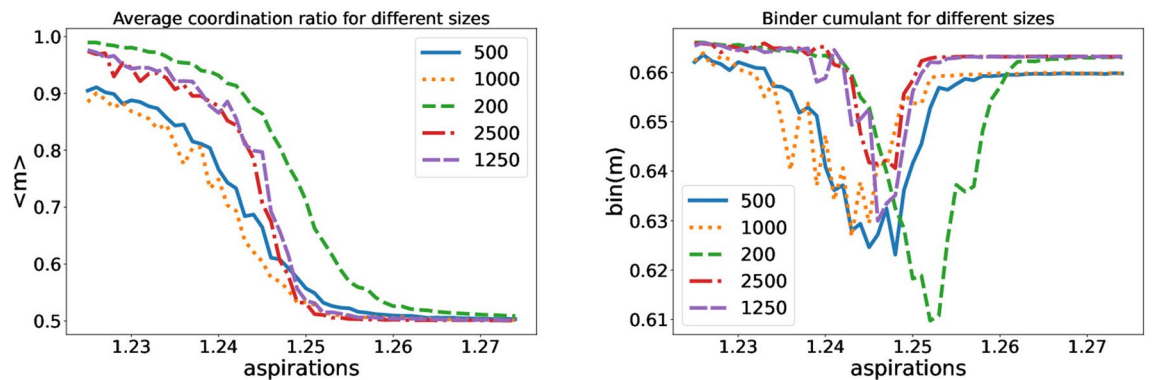 Average coordination ratio for different sizes
1.0
0.9
0.8
0.7
0.6
0.5
<m>
500
1000
200
2500
1250
1.23 1.24 1.25 1.26 1.27
aspirations
Binder cumulant for different sizes
0.66
0.65
0.64
0.63
0.62
0.61
bin(m)
500
1000
200
2500
1250
1.23 1.24 1.25 1.26 1.27
aspirations